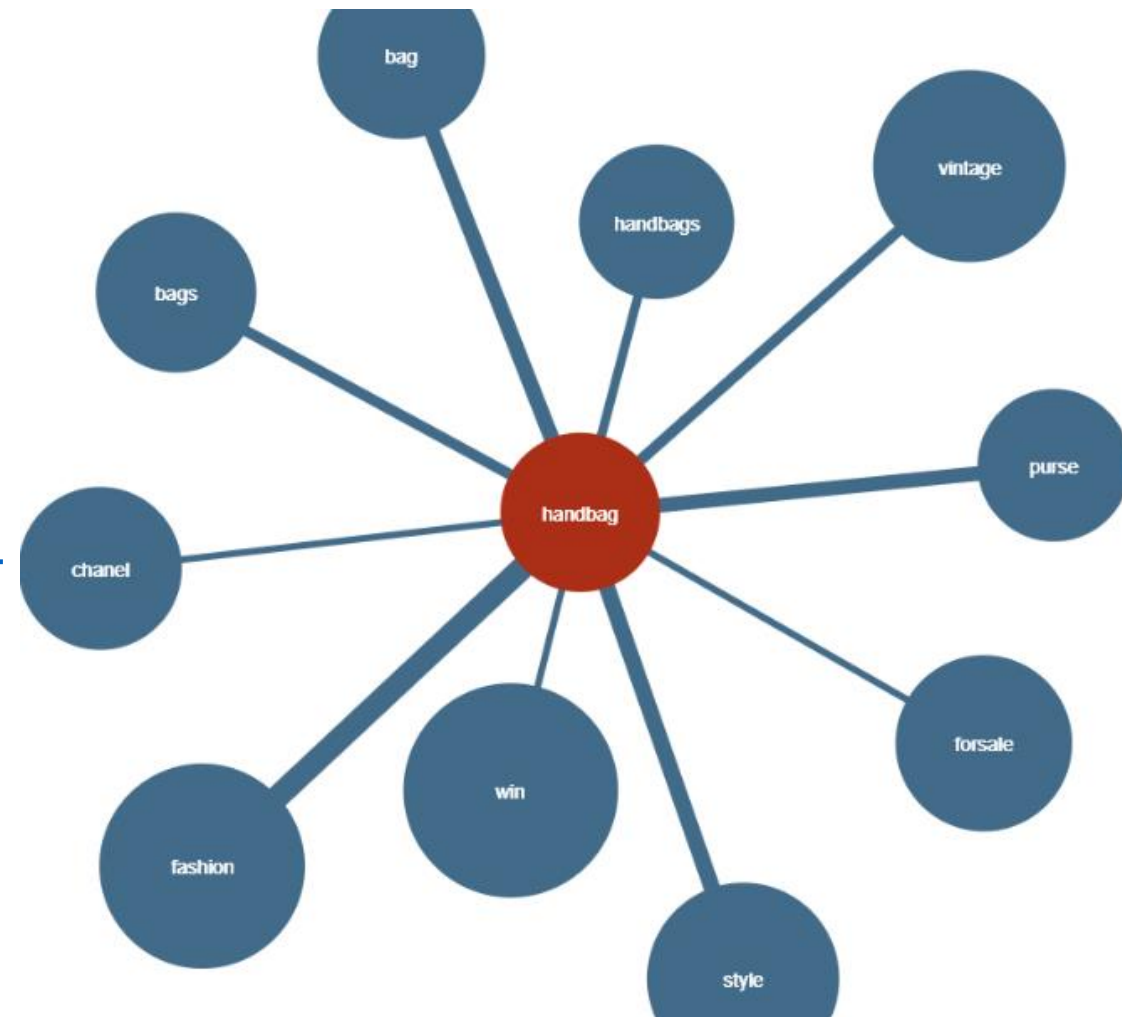 bag
vintage
handbags
bags
purse
handbag
chanel
forsale
win
fashion
style